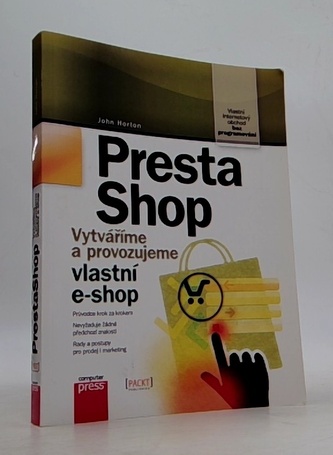 John Horton
Vlastní
internetový
obchod
bez
programování
Presta
Shop
Vytváříme
a provozujeme
vlastní
e-shop
Průvodce krok za krokem
Nevyžaduje žádné
předchozí znalosti
Rady a postupy
pro prodej i marketing
computer
press
[PACKT]
PrestaShop